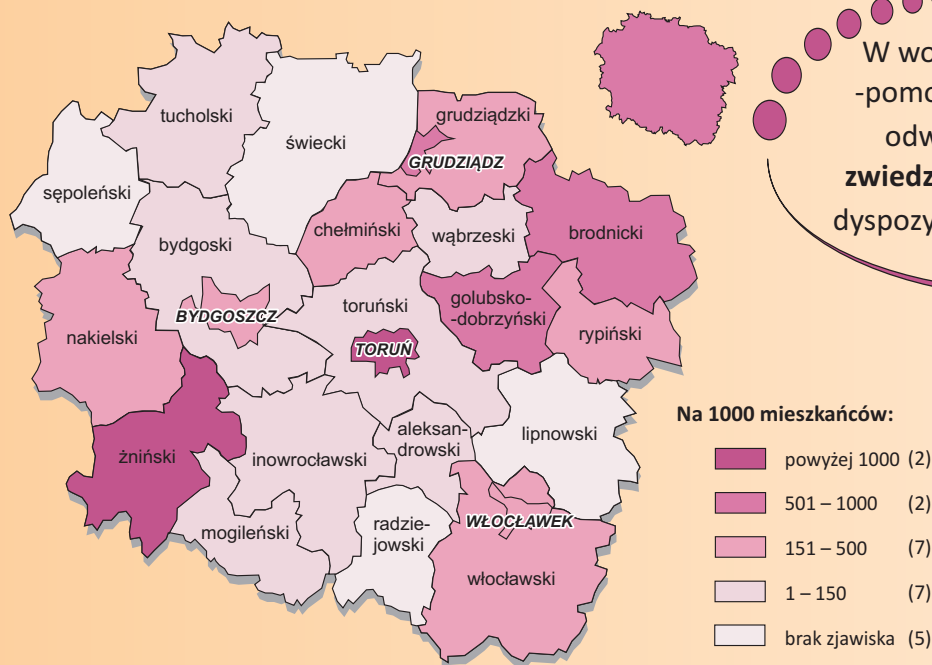 tucholski
świecki
grudziądzki
GRUDZIĄDZ
sępoleński
chełmiński
wąbrzeski
brodnicki
bydgoski
BYDGOSZCZ
toruński
golubsko-
-dobrzyński
rypiński
nakielski
TORUŃ
żniński
inowrocławski
aleksan-
drowski
lipnowski
mogileński
radzie-
jowski
WŁOCŁAWEK
włocławski
W wo
-pomo
odw
zwiedz
dyspozy
Na 1000 mieszkańców:
powyżej 1000 (2)
501 – 1000 (2)
151 – 500 (7)
1 – 150 (7)
brak zjawiska (5)